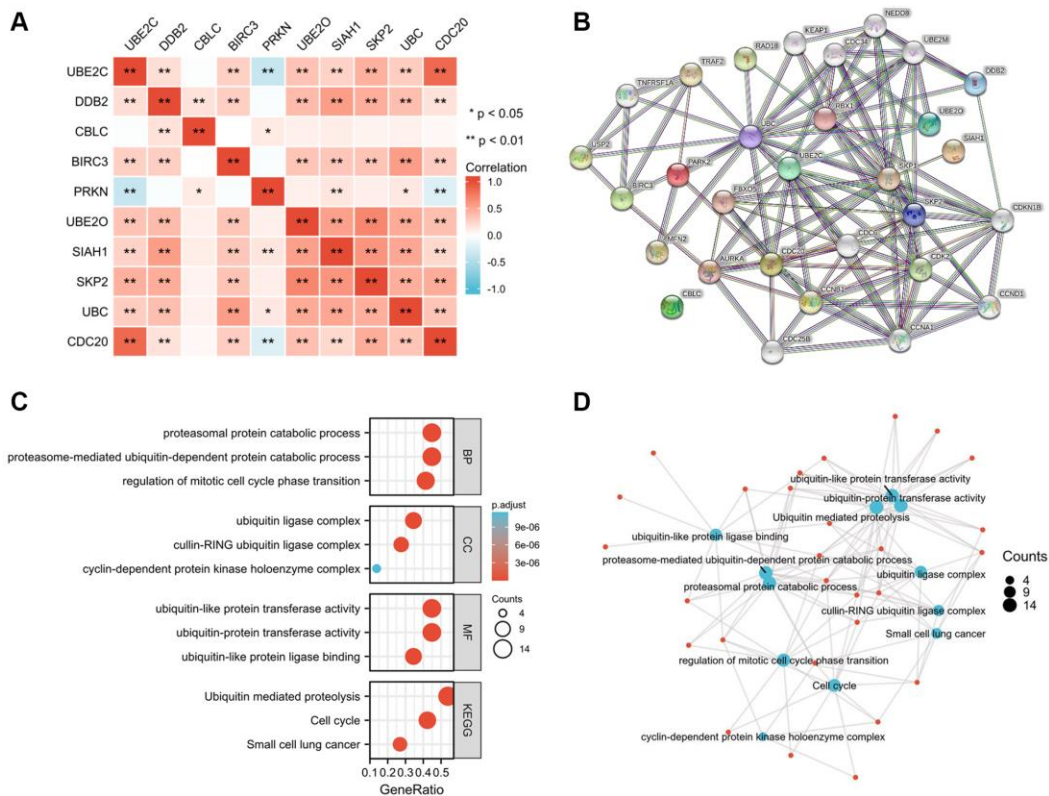 A
UBE2C DDB2 CBLC BIRC3 PRKN UBE2O SIAH1 SKP2 UBC CDC20
UBE2C ** ** ** ** ** ** ** ** **
DDB2 ** ** ** ** ** ** ** ** **
CBLC ** ** *
BIRC3 ** ** ** ** ** ** ** **
PRKN ** * ** ** * **
UBE2O ** ** ** ** ** ** ** **
SIAH1 ** ** ** ** ** ** ** ** **
SKP2 ** ** ** ** ** ** ** **
UBC ** ** ** * ** ** ** ** **
CDC20 ** ** ** ** ** ** ** ** **
* p < 0.05
** p < 0.01
Correlation
1.0
0.5
0
-0.5
-1.0
B
NEDD8
KEAP1
CDC34
UBE2M
RAD18
TRAF2
DDB2
TNFRSF1A
RBX1
UBE2O
UBC
SIAH1
USP2
UBE2C
SKP1
PARK2
BIRC3
FBXO5
SKP2
CDKN1B
MFN2
CDC20
CDK2
AURKA
CBLC
CCNB1
CCND1
CCNA1
CDC25B
C
proteasomal protein catabolic process
proteasome-mediated ubiquitin-dependent protein catabolic process
regulation of mitotic cell cycle phase transition
BP
ubiquitin ligase complex
cullin-RING ubiquitin ligase complex
cyclin-dependent protein kinase holoenzyme complex
CC
ubiquitin-like protein transferase activity
ubiquitin-protein transferase activity
ubiquitin-like protein ligase binding
MF
Ubiquitin mediated proteolysis
Cell cycle
Small cell lung cancer
KEGG
0.1 0.2 0.3 0.4 0.5
GeneRatio
p.adjust
9e-06
6e-06
3e-06
Counts
4
9
14
D
ubiquitin-like protein transferase activity
ubiquitin-protein transferase activity
Ubiquitin mediated proteolysis
ubiquitin-like protein ligase binding
proteasome-mediated ubiquitin-dependent protein catabolic process
ubiquitin ligase complex
proteasomal protein catabolic process
cullin-RING ubiquitin ligase complex
Small cell lung cancer
regulation of mitotic cell cycle phase transition
Cell cycle
cyclin-dependent protein kinase holoenzyme complex
Counts
4
9
14